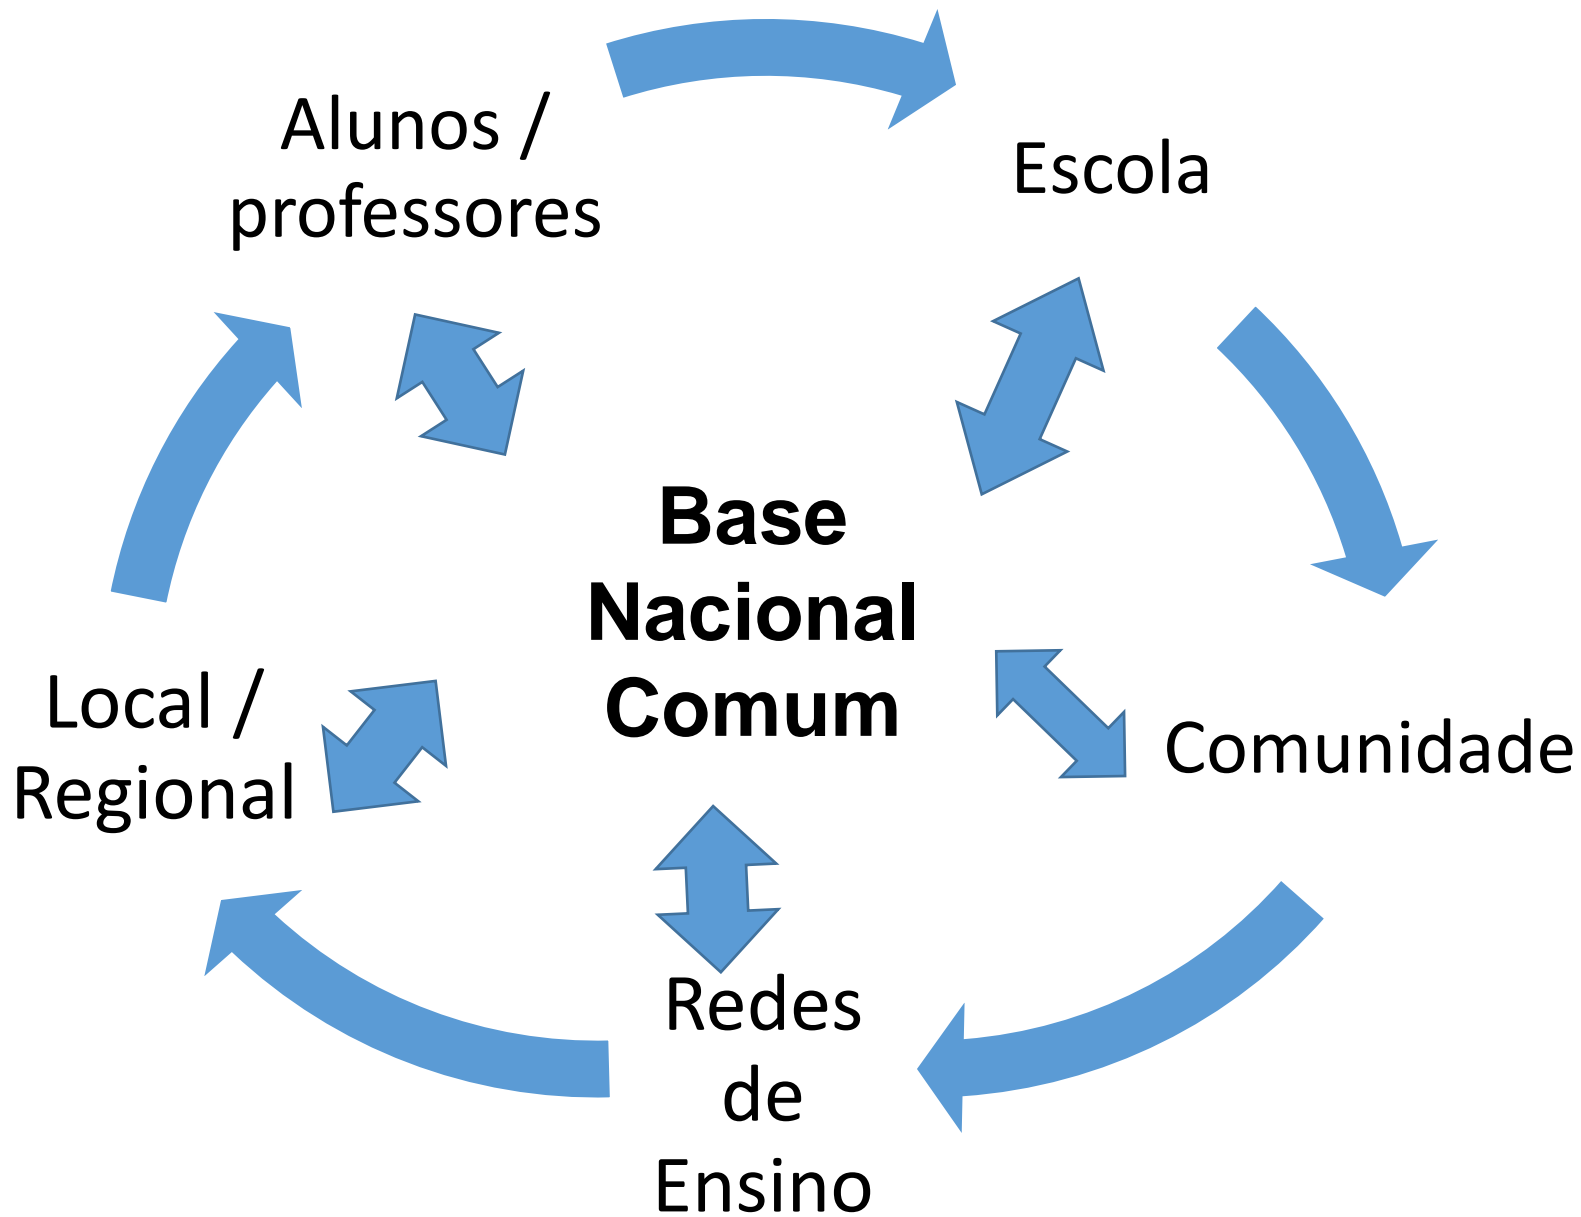 Alunos /
professores
Escola
Base
Nacional
Comum
Local /
Regional
Comunidade
Redes
de
Ensino